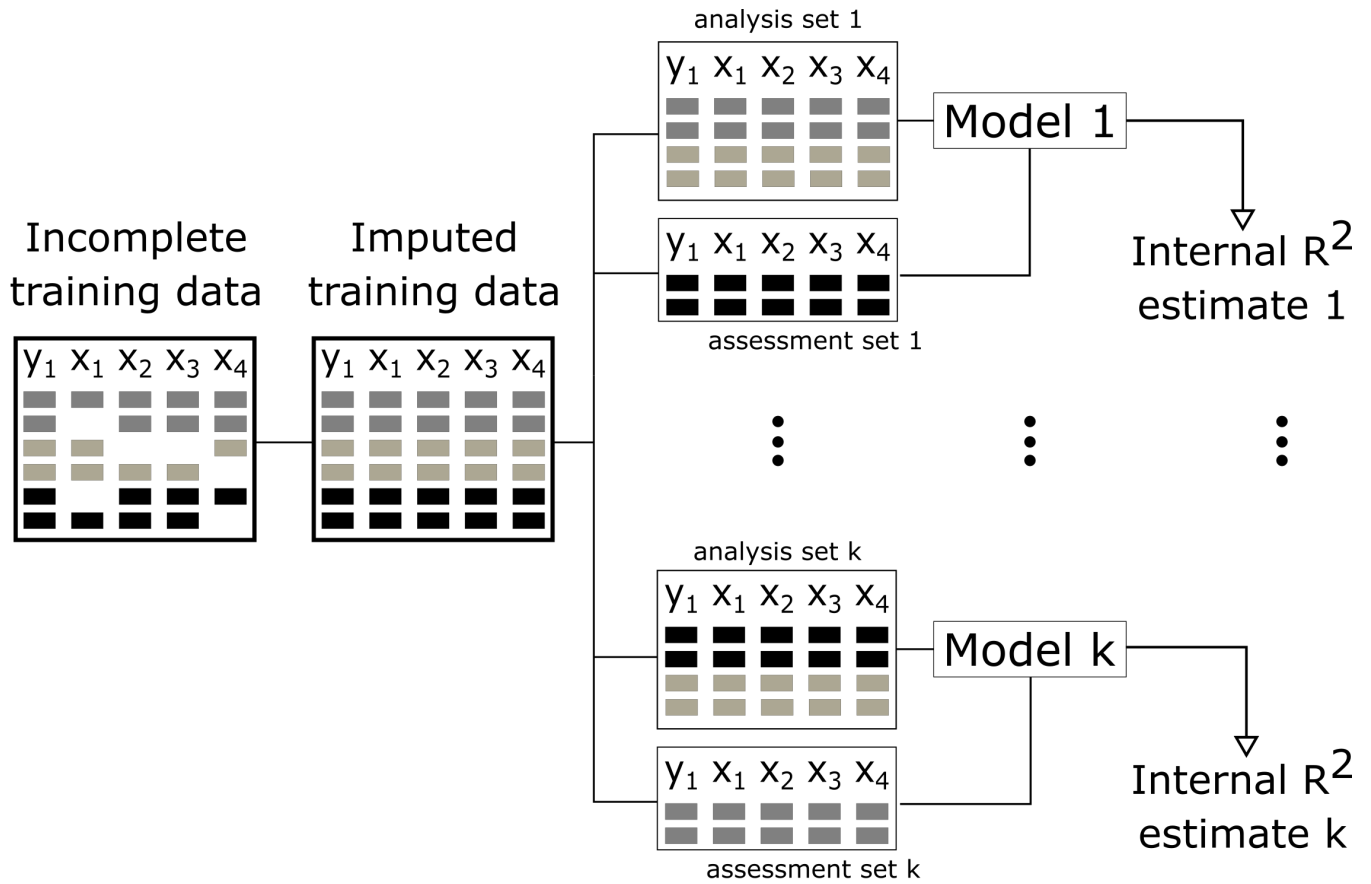 Incomplete
training data
y₁ x₁ x₂ x₃ x₄
Imputed
training data
y₁ x₁ x₂ x₃ x₄
analysis set 1
y₁ x₁ x₂ x₃ x₄
y₁ x₁ x₂ x₃ x₄
assessment set 1
Model 1
Internal R²
estimate 1
analysis set k
y₁ x₁ x₂ x₃ x₄
y₁ x₁ x₂ x₃ x₄
assessment set k
Model k
Internal R²
estimate k